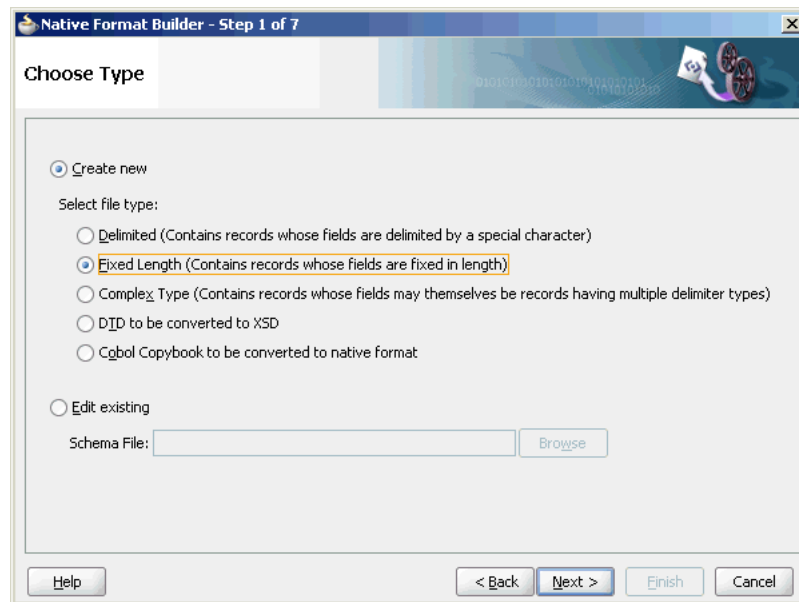 Native Format Builder - Step 1 of 7
Choose Type
010101010101010101010101
01010101010
Create new
Select file type:
Delimited (Contains records whose fields are delimited by a special character)
Fixed Length (Contains records whose fields are fixed in length)
Complex Type (Contains records whose fields may themselves be records having multiple delimiter types)
DTD to be converted to XSD
Cobol Copybook to be converted to native format
Edit existing
Schema File: Browse
Help < Back Next > Finish Cancel